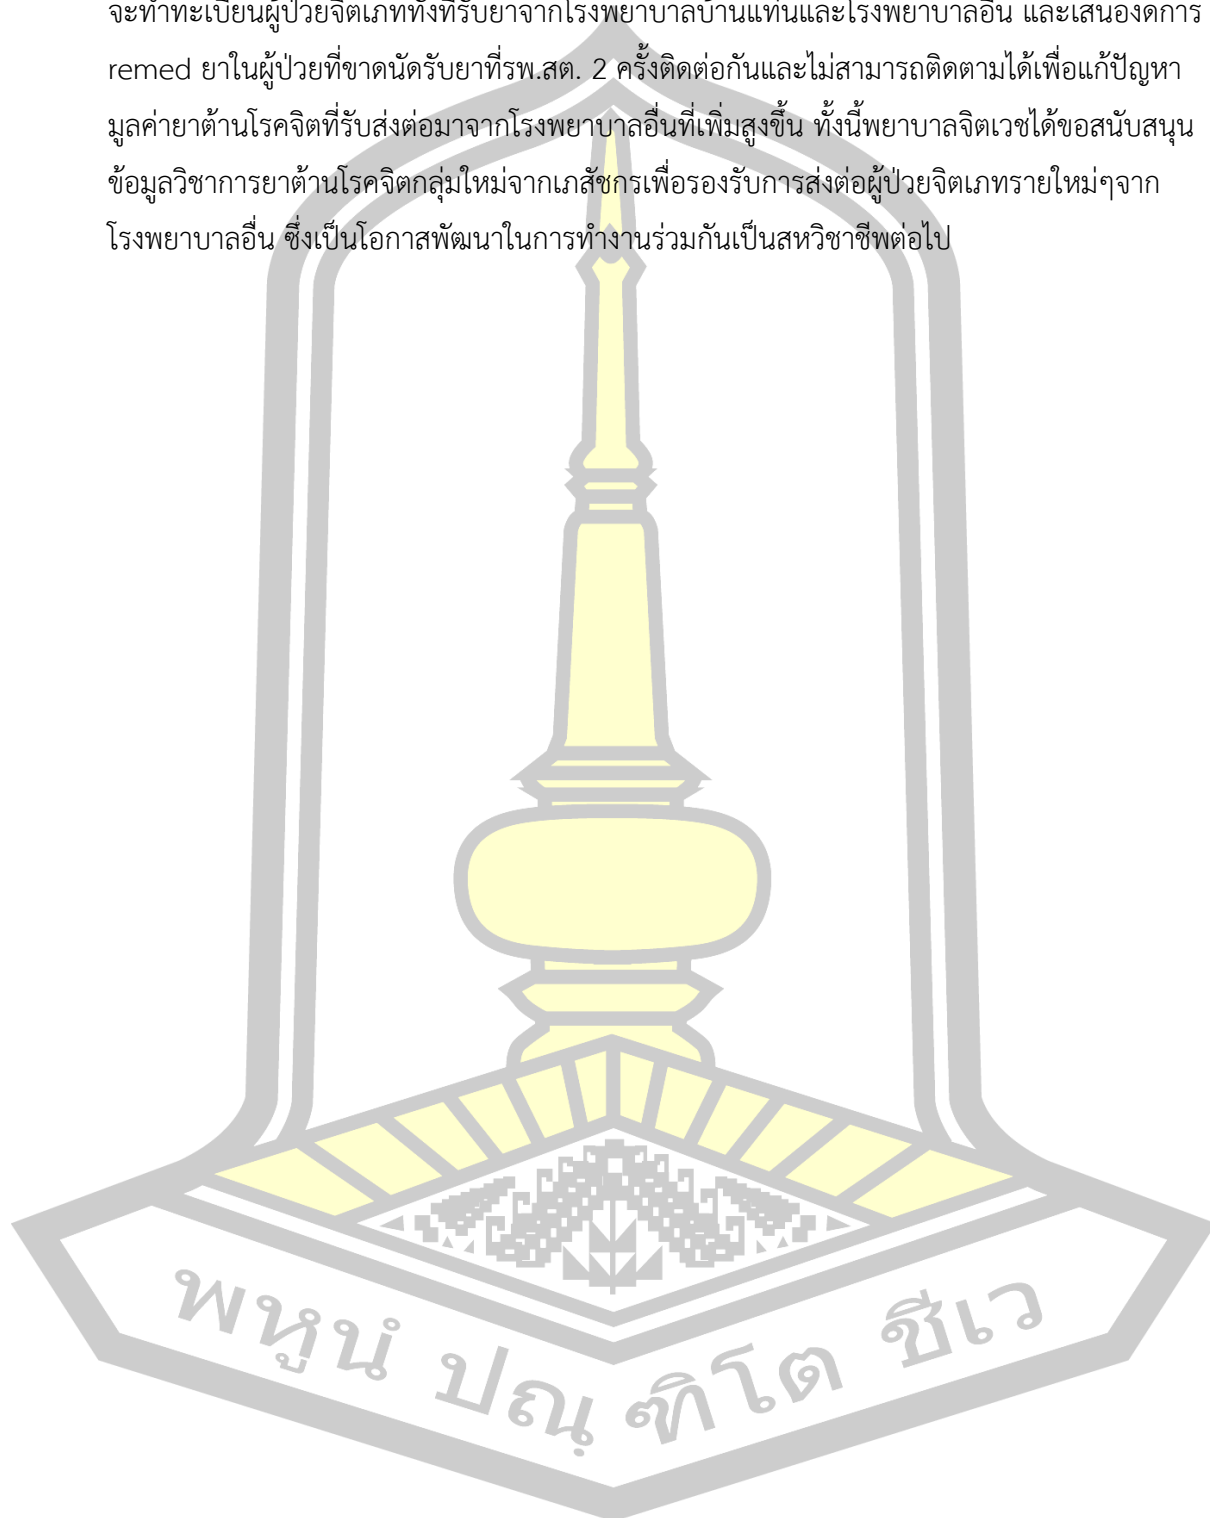 จะทำทะเบียนผู้ป่วยจิตเภททั้งที่รับยาจากโรงพยาบาลบ้านแท่นและโรงพยาบาลอื่น และเสนองดการ
remed ยาในผู้ป่วยที่ขาดนัดรับยาที่รพ.สต. 2 ครั้งติดต่อกันและไม่สามารถติดตามได้เพื่อแก้ปัญหา
มูลค่ายาต้านโรคจิตที่รับส่งต่อมาจากโรงพยาบาลอื่นที่เพิ่มสูงขึ้น ทั้งนี้พยาบาลจิตเวชได้ขอสนับสนุน
ข้อมูลวิชาการยาต้านโรคจิตกลุ่มใหม่จากเภสัชกรเพื่อรองรับการส่งต่อผู้ป่วยจิตเภทรายใหม่ๆจาก
โรงพยาบาลอื่น ซึ่งเป็นโอกาสพัฒนาในการทำงานร่วมกันเป็นสหวิชาชีพต่อไป
พหูนํ ปณฺฑิโต ชีเว